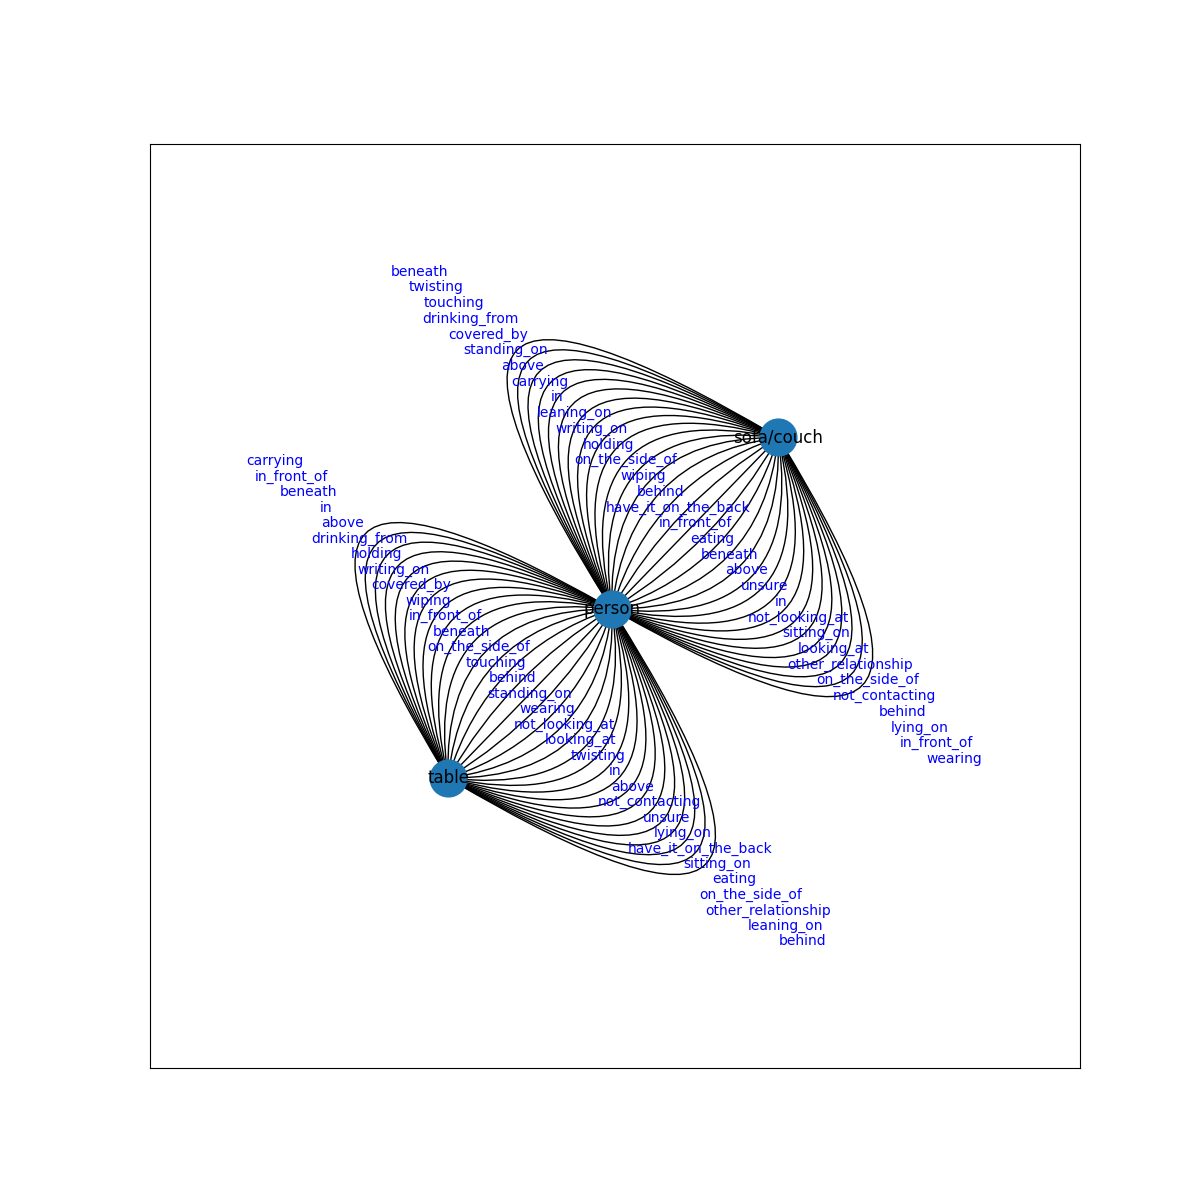 beneath
twisting
touching
drinking_from
covered_by
standing_on
above
carrying
in
leaning_on
writing_on
holding
on_the_side_of
wiping
behind
have_it_on_the_back
in_front_of
eating
beneath
above
unsure
in
not_looking_at
sitting_on
looking_at
other_relationship
on_the_side_of
not_contacting
behind
lying_on
in_front_of
wearing
sofa/couch
person
carrying
in_front_of
beneath
in
above
drinking_from
holding
writing_on
covered_by
wiping
in_front_of
beneath
on_the_side_of
touching
behind
standing_on
wearing
not_looking_at
looking_at
twisting
in
above
not_contacting
unsure
lying_on
have_it_on_the_back
sitting_on
eating
on_the_side_of
other_relationship
leaning_on
behind
table